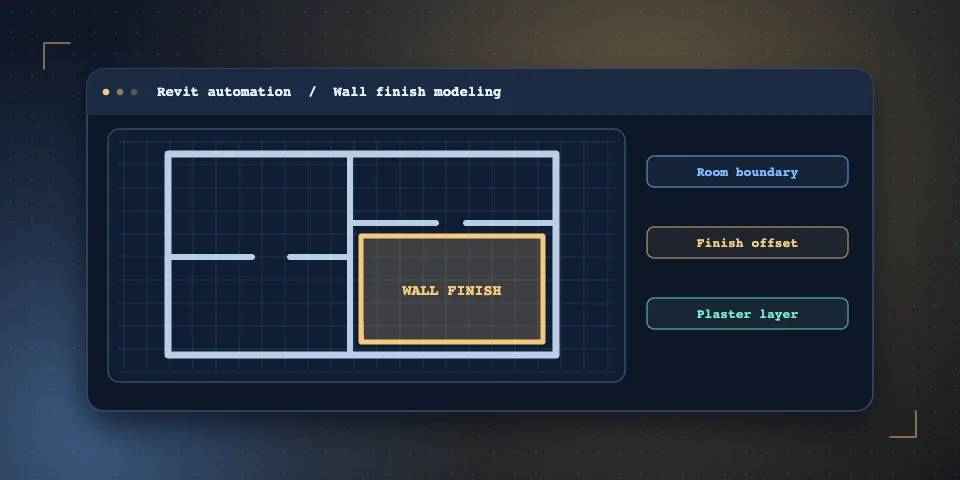 Revit automation / Wall finish modeling
WALL FINISH
Room boundary
Finish offset
Plaster layer